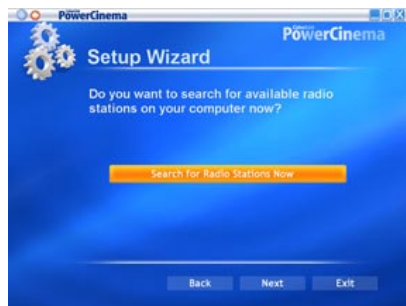 PowerCinema
PowerCinema
Setup Wizard
Do you want to search for available radio
stations on your computer now?
Search for Radio Stations Now
Back Next Exit